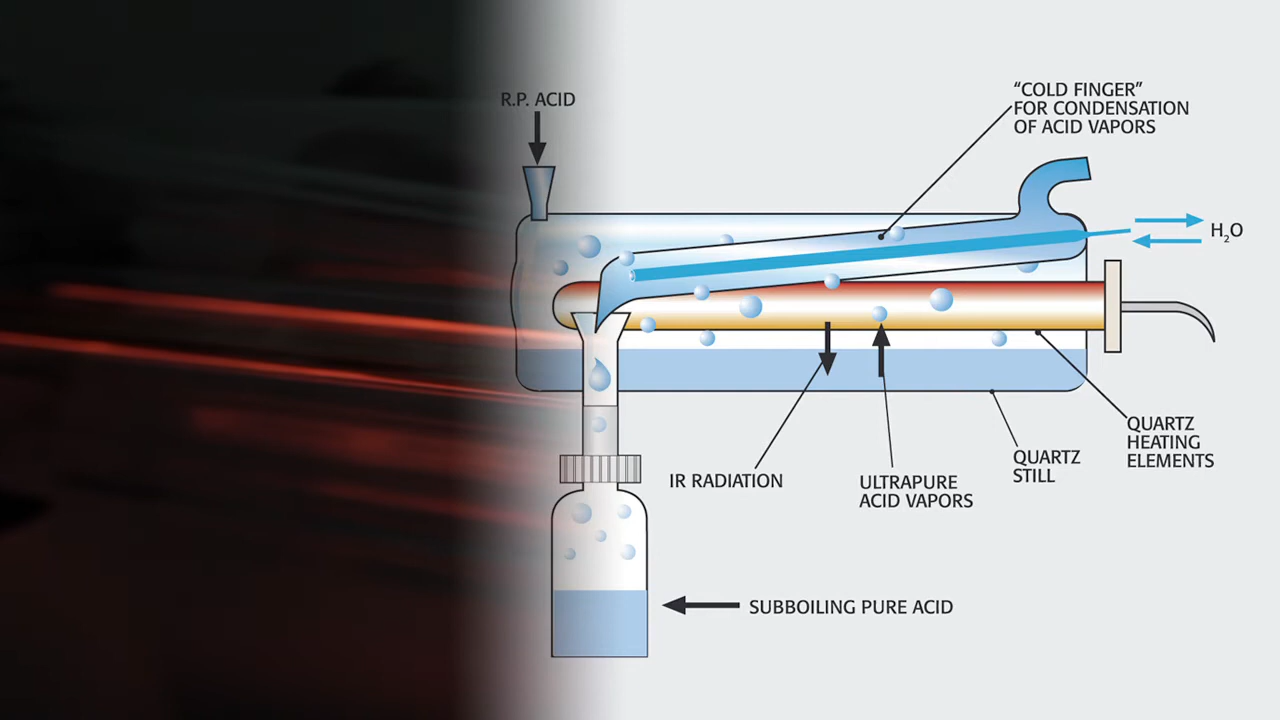 R.P. ACID
“COLD FINGER”
FOR CONDENSATION
OF ACID VAPORS
H₂O
QUARTZ
HEATING
ELEMENTS
QUARTZ
STILL
IR RADIATION
ULTRAPURE
ACID VAPORS
SUBBOILING PURE ACID